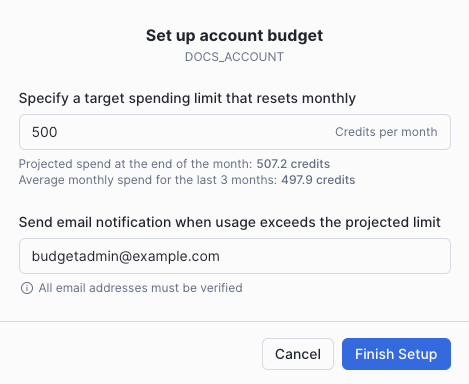 Set up account budget
DOCS_ACCOUNT
Specify a target spending limit that resets monthly
500 Credits per month
Projected spend at the end of the month: 507.2 credits
Average monthly spend for the last 3 months: 497.9 credits
Send email notification when usage exceeds the projected limit
budgetadmin@example.com
All email addresses must be verified
Cancel Finish Setup